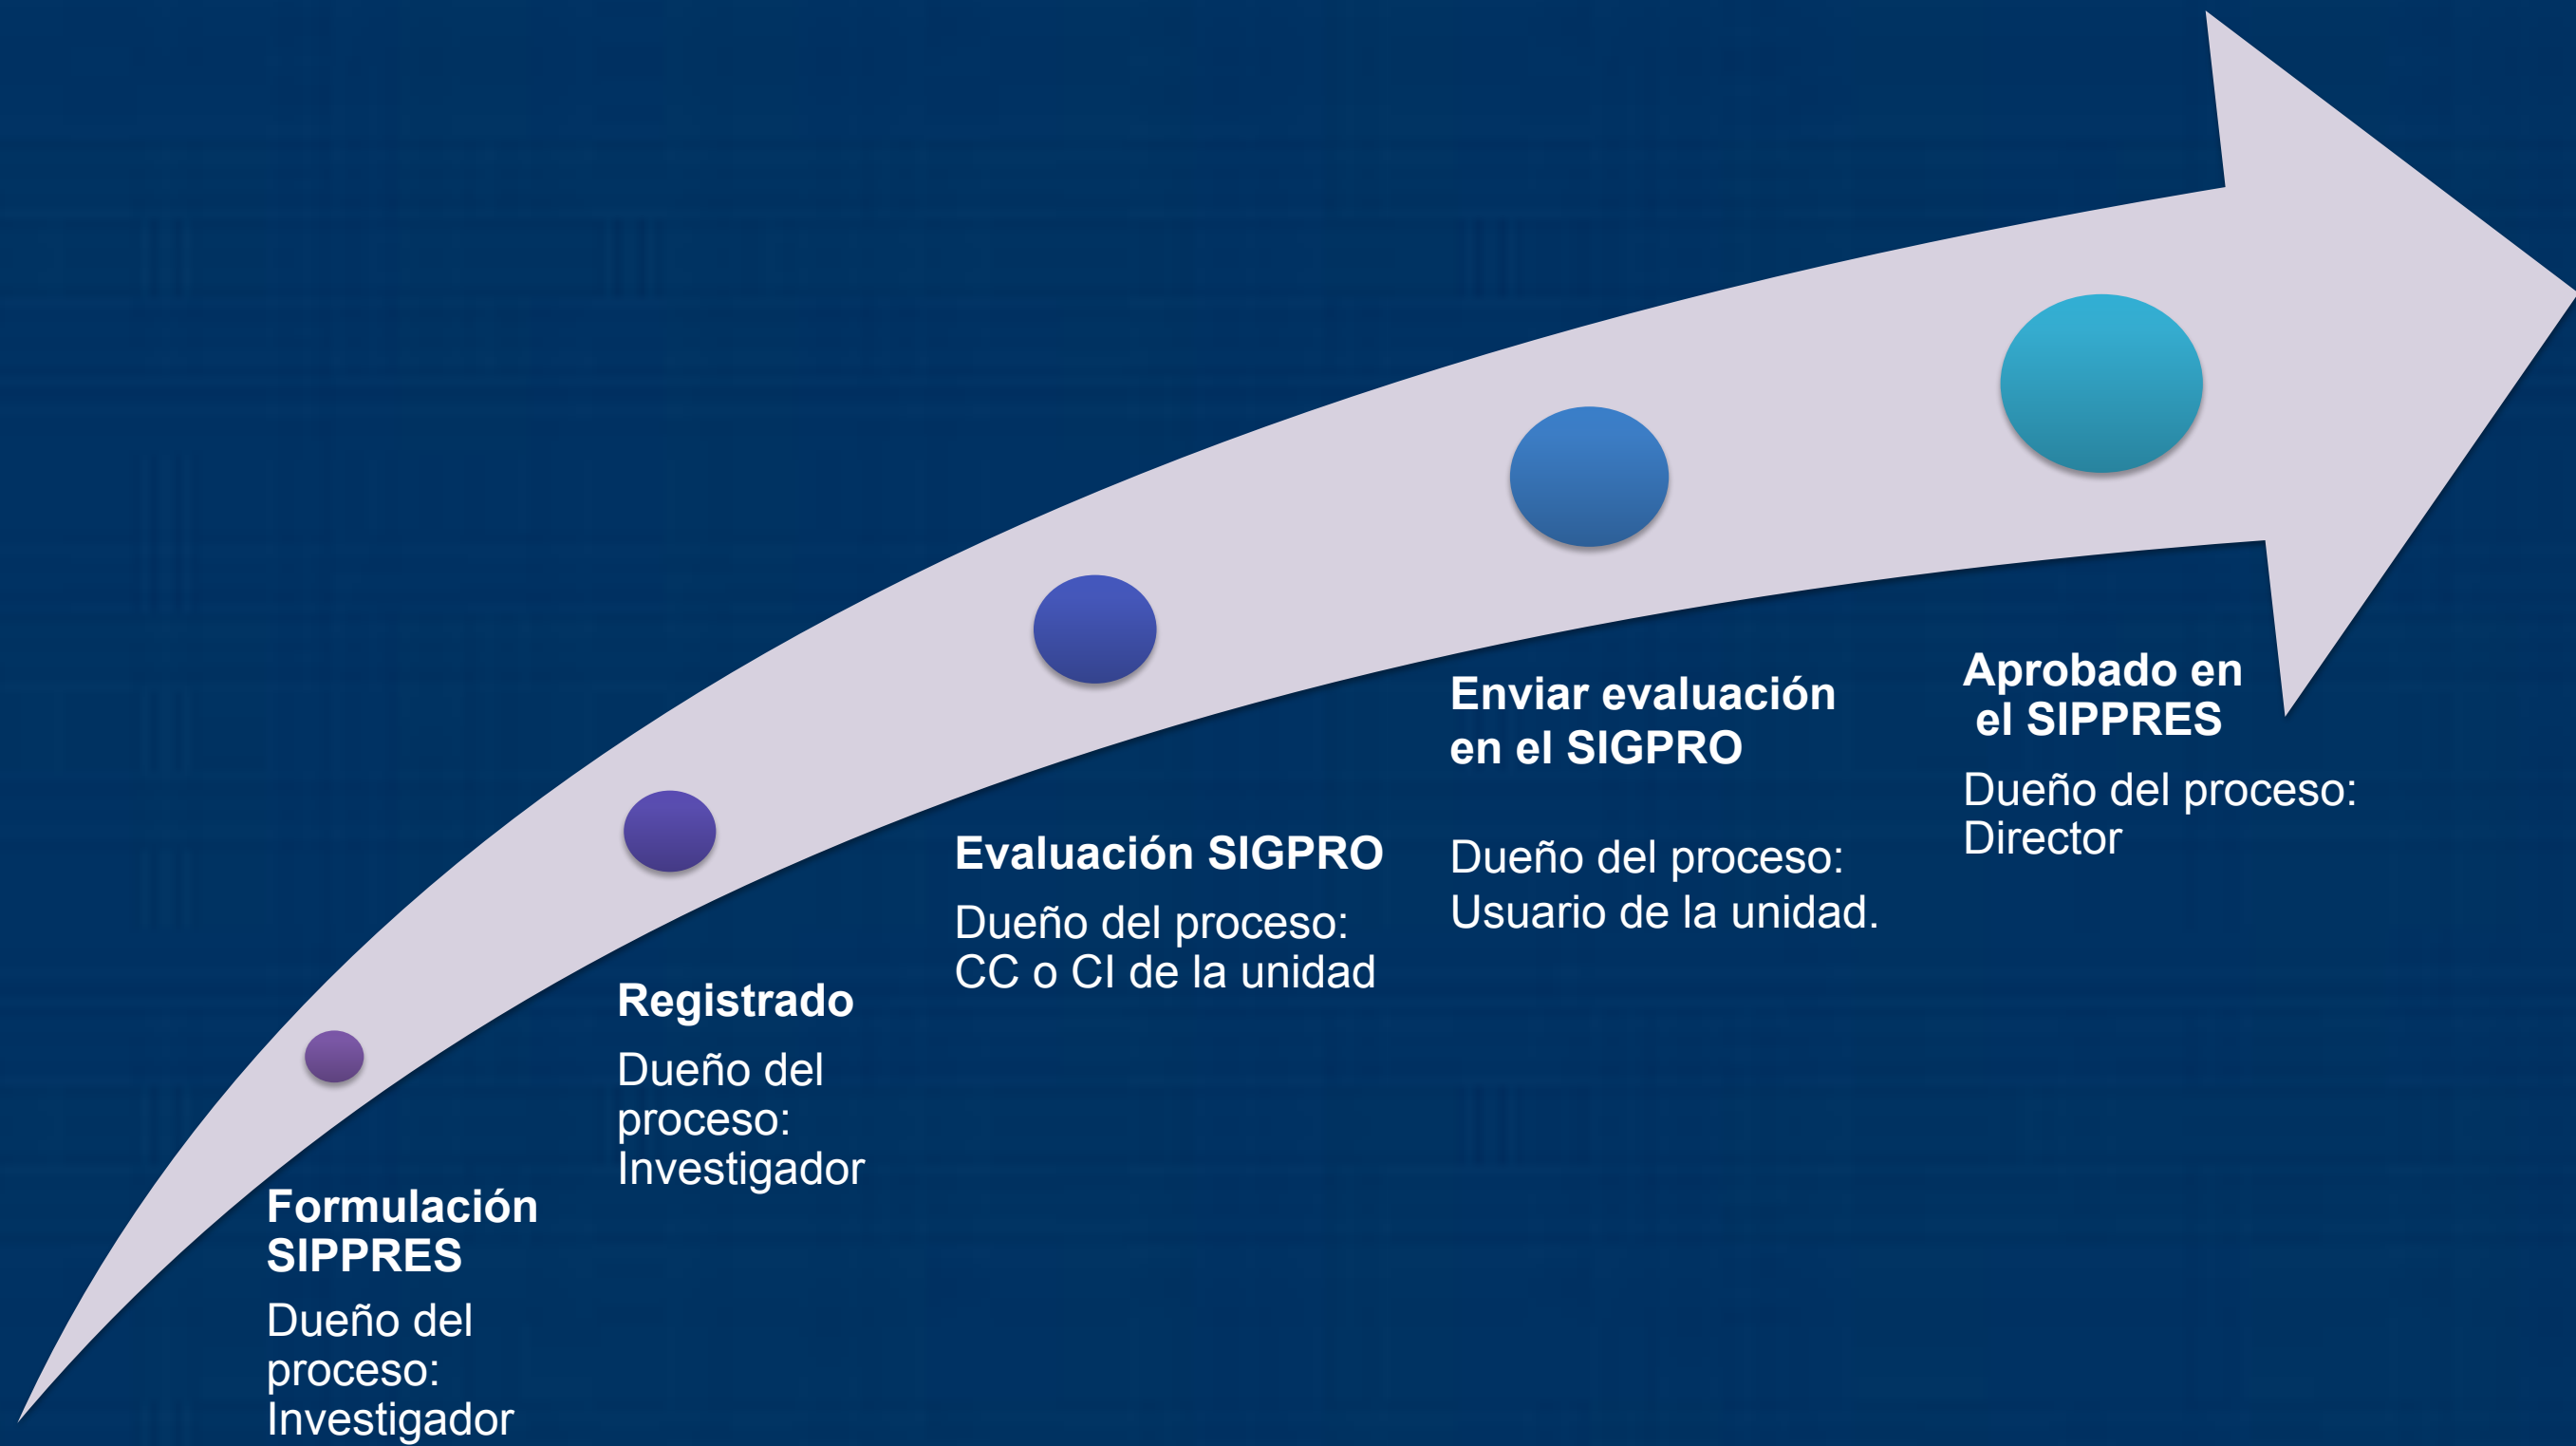 Formulación
SIPPRES
Dueño del
proceso:
Investigador
Registrado
Dueño del
proceso:
Investigador
Evaluación SIGPRO
Dueño del proceso:
CC o CI de la unidad
Enviar evaluación
en el SIGPRO
Dueño del proceso:
Usuario de la unidad.
Aprobado en
el SIPPRES
Dueño del proceso:
Director